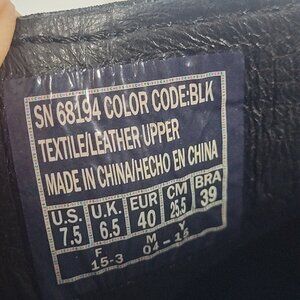 SN 68194 COLOR CODE:BLK
TEXTILE/LEATHER UPPER
MADE IN CHINA/HECHO EN CHINA
U.S. U.K. EUR CM BRA
7.5 6.5 40 25.5 39
F M Y
15-3 04-15